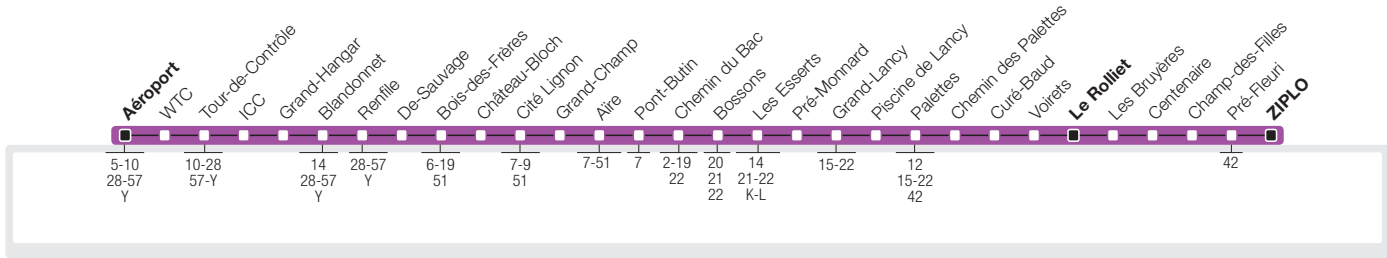 Aéroport
WTC
Tour-de-Contrôle
ICC
Grand-Hangar
Blandonnet
Renfile
De-Sauvage
Bois-des-Frères
Château-Bloch
Cité Lignon
Grand-Champ
Aire
Pont-Butin
Chemin du Bac
Bossons
Les Esserts
Pré-Monnard
Grand-Lancy
Piscine de Lancy
Palettes
Chemin des Palettes
Curé-Baud
Voirets
Le Rolliet
Les Bruyères
Centenaire
Champ-des-Filles
Pré-Fleuri
ZIPLO
5-10
28-57
Y
10-28
57-Y
14
28-57
Y
28-57
Y
6-19
51
7-9
51
7-51
7
2-19
22
20
21
22
14
21-22
K-L
15-22
12
15-22
42
42